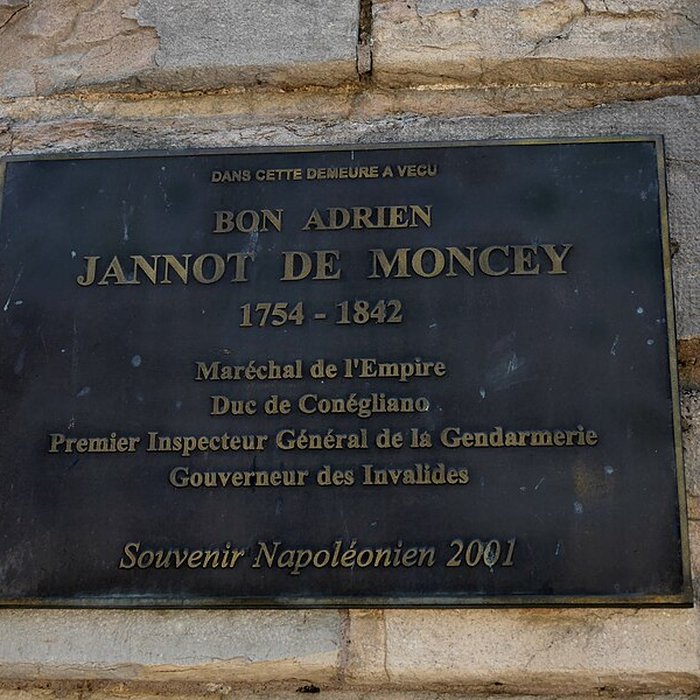 DANS CETTE DEMEURE A VECU
BON ADRIEN
JANNOT DE MONCEY
1754 - 1842
Maréchal de l'Empire
Duc de Conégliano
Premier Inspecteur Général de la Gendarmerie
Gouverneur des Invalides
Souvenir Napoléonien 2001